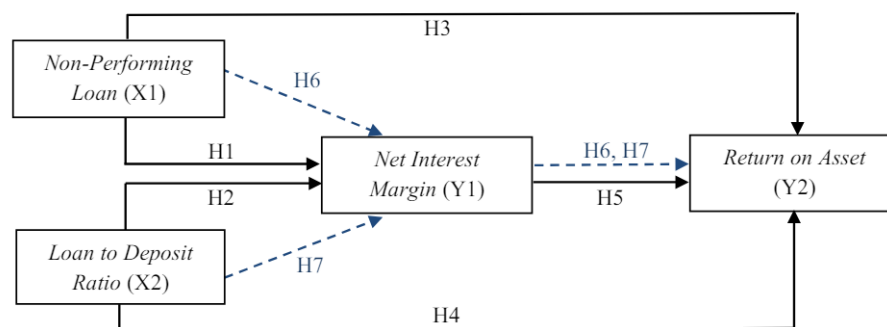 H3
Non-Performing
Loan (X1)
H6
H1
Net Interest
Margin (Y1)
H6, H7
H5
Return on Asset
(Y2)
H2
Loan to Deposit
Ratio (X2)
H7
H4